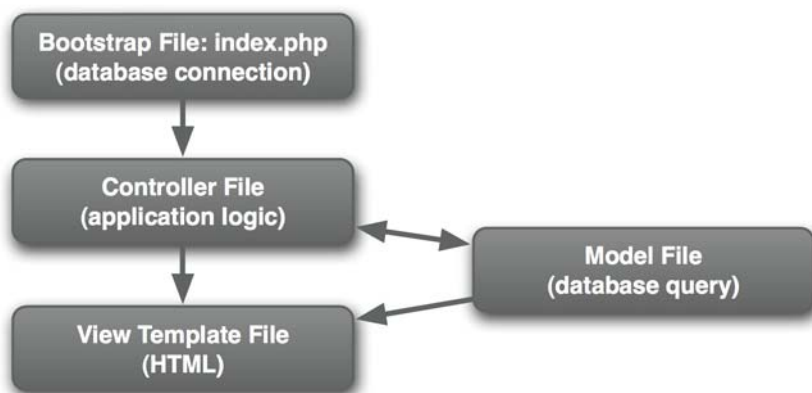 Bootstrap File: index.php
(database connection)
Controller File
(application logic)
Model File
(database query)
View Template File
(HTML)